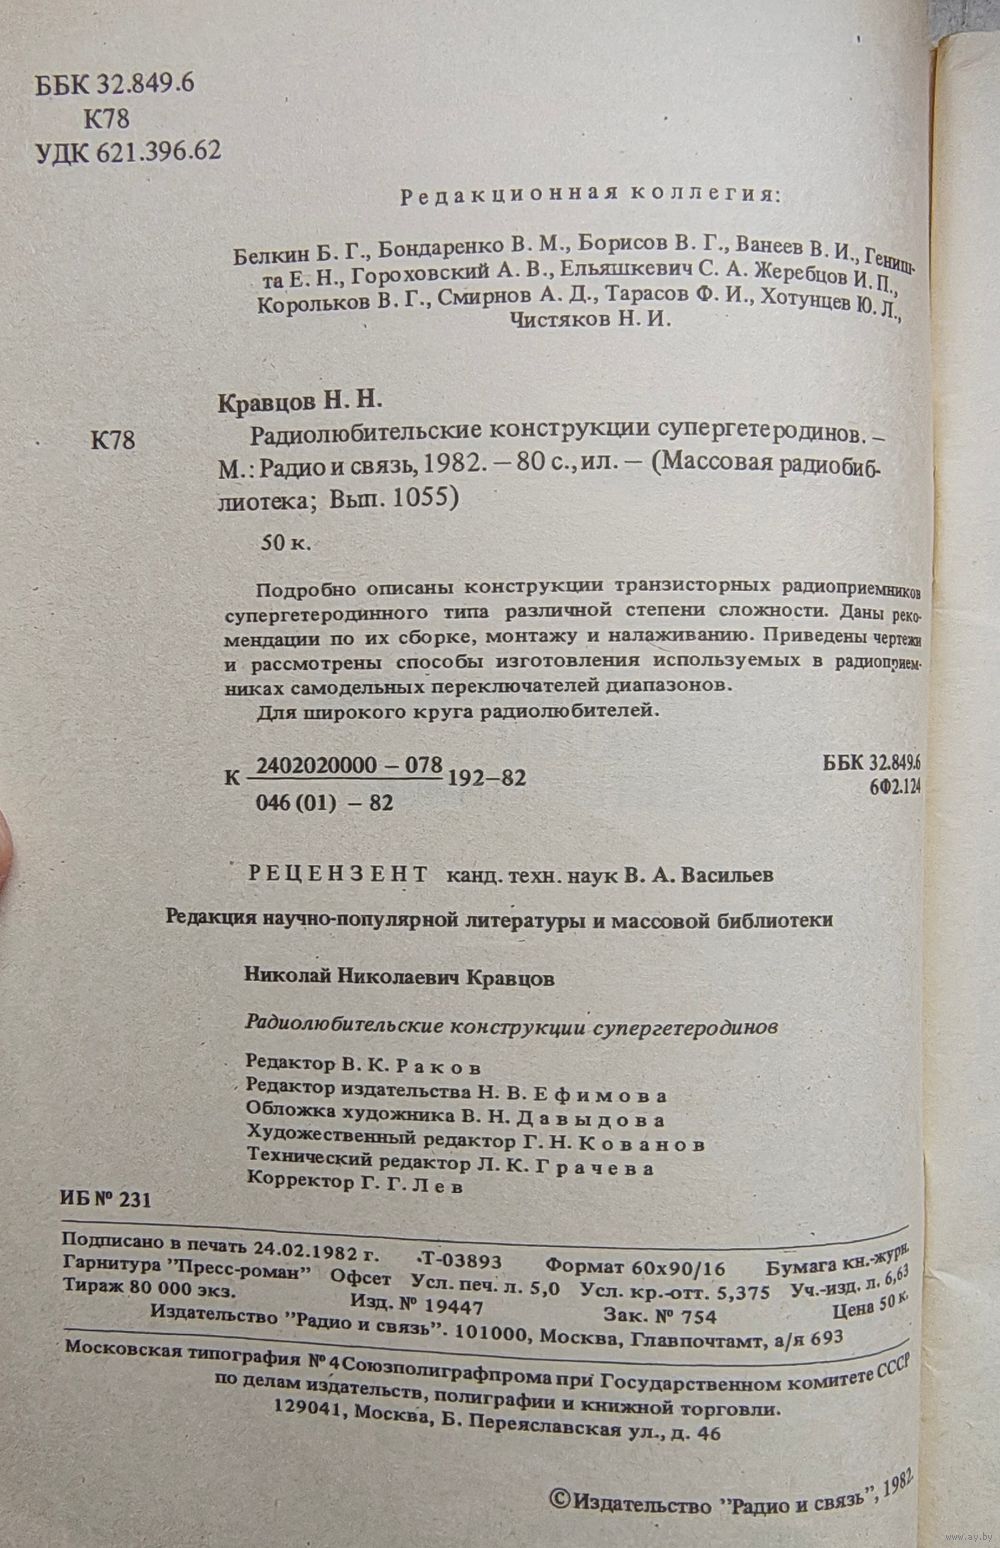 ББК 32.849.6
К78
УДК 621.396.62
Редакционная коллегия:
Белкин Б. Г., Бондаренко В. М., Борисов В. Г., Ванеев В. И., Гениш-
та Е. Н., Гороховский А. В., Ельяшкевич С. А. Жеребцов И. П.,
Корольков В. Г., Смирнов А. Д., Тарасов Ф. И., Хотунцев Ю. Л.,
Чистяков Н. И.
Кравцов Н. Н.
К78 Радиолюбительские конструкции супергетеродинов. –
М.: Радио и связь, 1982. – 80 с., ил. – (Массовая радиобиб-
лиотека; Вып. 1055)
50 к.
Подробно описаны конструкции транзисторных радиоприемников
супергетеродинного типа различной степени сложности. Даны реко-
мендации по их сборке, монтажу и налаживанию. Приведены чертежи
и рассмотрены способы изготовления используемых в радиоприем-
никах самодельных переключателей диапазонов.
Для широкого круга радиолюбителей.
К 2402020000 – 078 192–82
046 (01) – 82
ББК 32.849.6
6Ф2.124
РЕЦЕНЗЕНТ канд. техн. наук В. А. Васильев
Редакция научно-популярной литературы и массовой библиотеки
Николай Николаевич Кравцов
Радиолюбительские конструкции супергетеродинов
Редактор В. К. Раков
Редактор издательства Н. В. Ефимова
Обложка художника В. Н. Давыдова
Художественный редактор Г. Н. Кованов
Технический редактор Л. К. Грачева
Корректор Г. Г. Лев
ИБ № 231
Подписано в печать 24.02.1982 г. Т-03893 Формат 60х90/16 Бумага кн.-журн.
Гарнитура "Пресс-роман" Офсет Усл. печ. л. 5,0 Усл. кр.-отт. 5,375 Уч.-изд. л. 6,63
Тираж 80 000 экз. Изд. № 19447 Зак. № 754 Цена 50 к.
Издательство "Радио и связь". 101000, Москва, Главпочтамт, а/я 693
Московская типография № 4 Союзполиграфпрома при Государственном комитете СССР
по делам издательств, полиграфии и книжной торговли.
129041, Москва, Б. Переяславская ул., д. 46
© Издательство "Радио и связь", 1982
www.ay.by